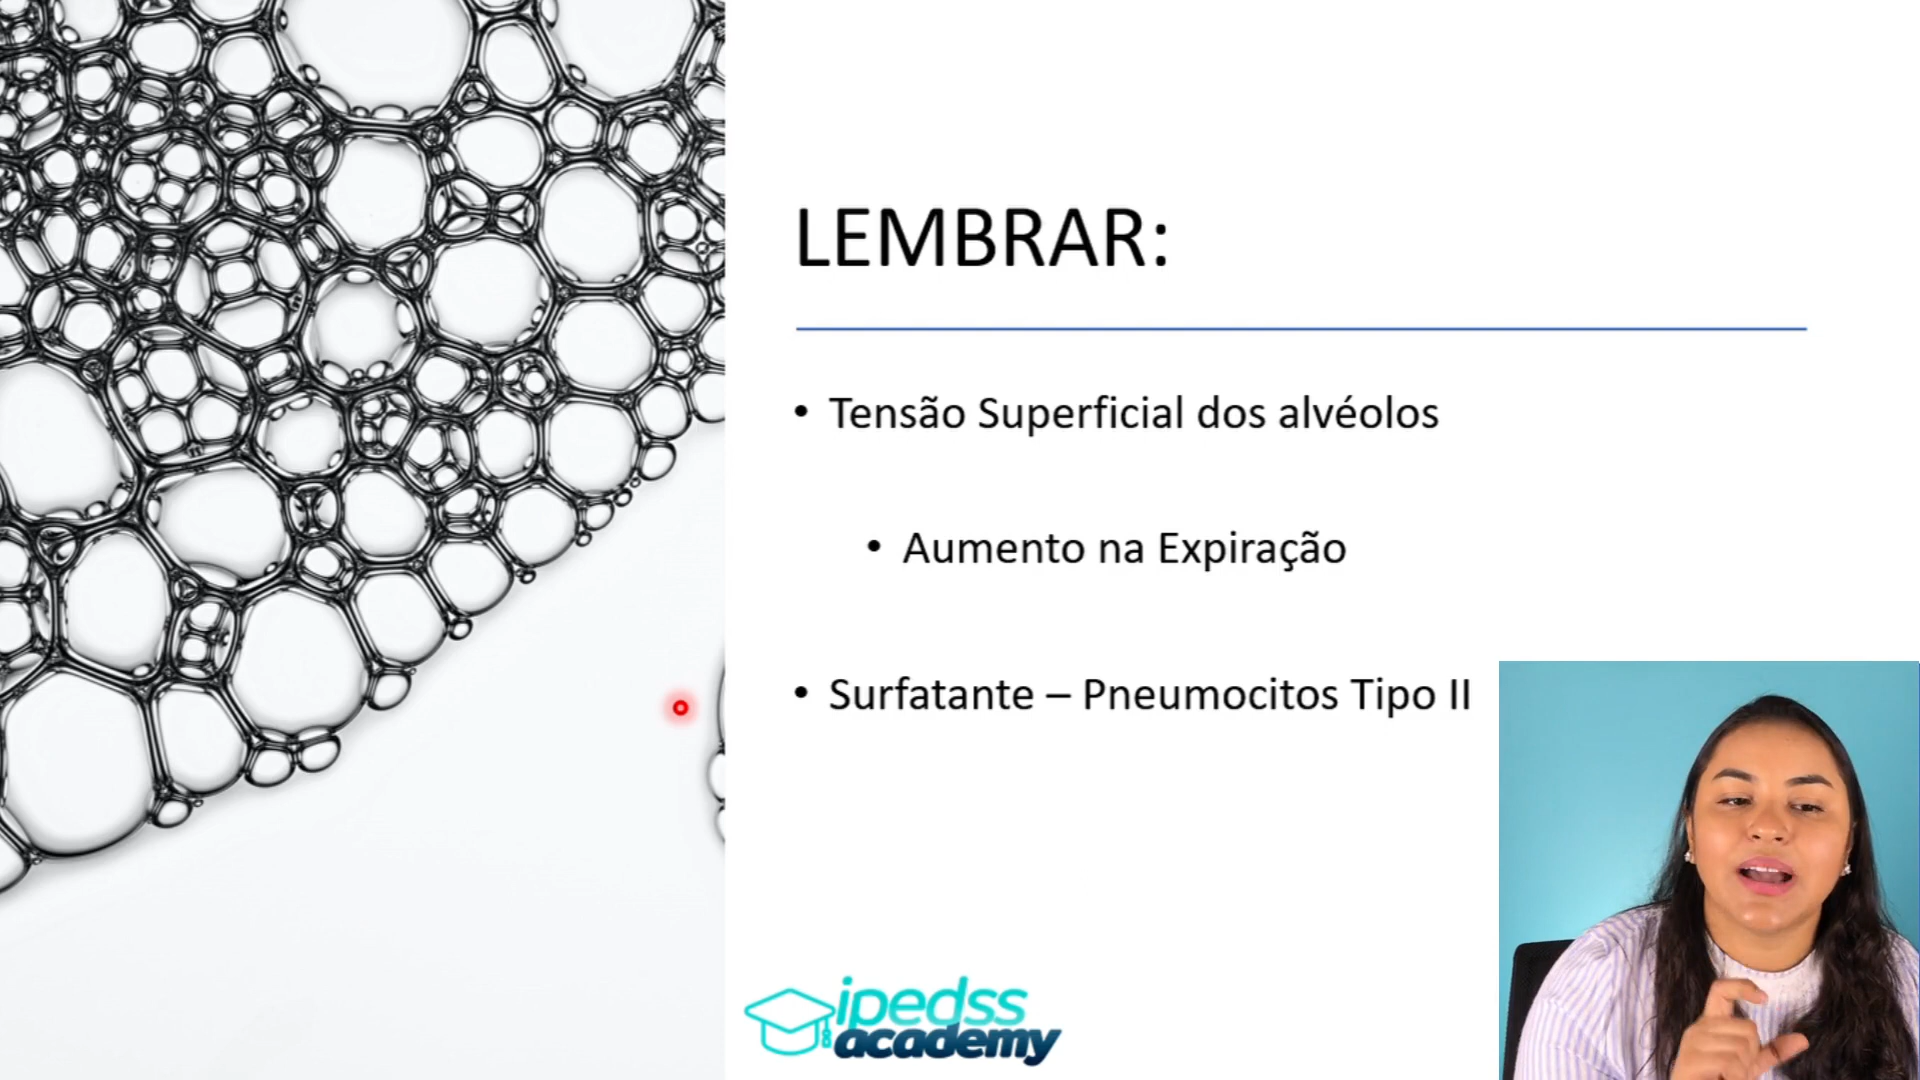 LEMBRAR:
• Tensão Superficial dos alvéolos
• Aumento na Expiração
• Surfatante – Pneumocitos Tipo II
ipedss
academy